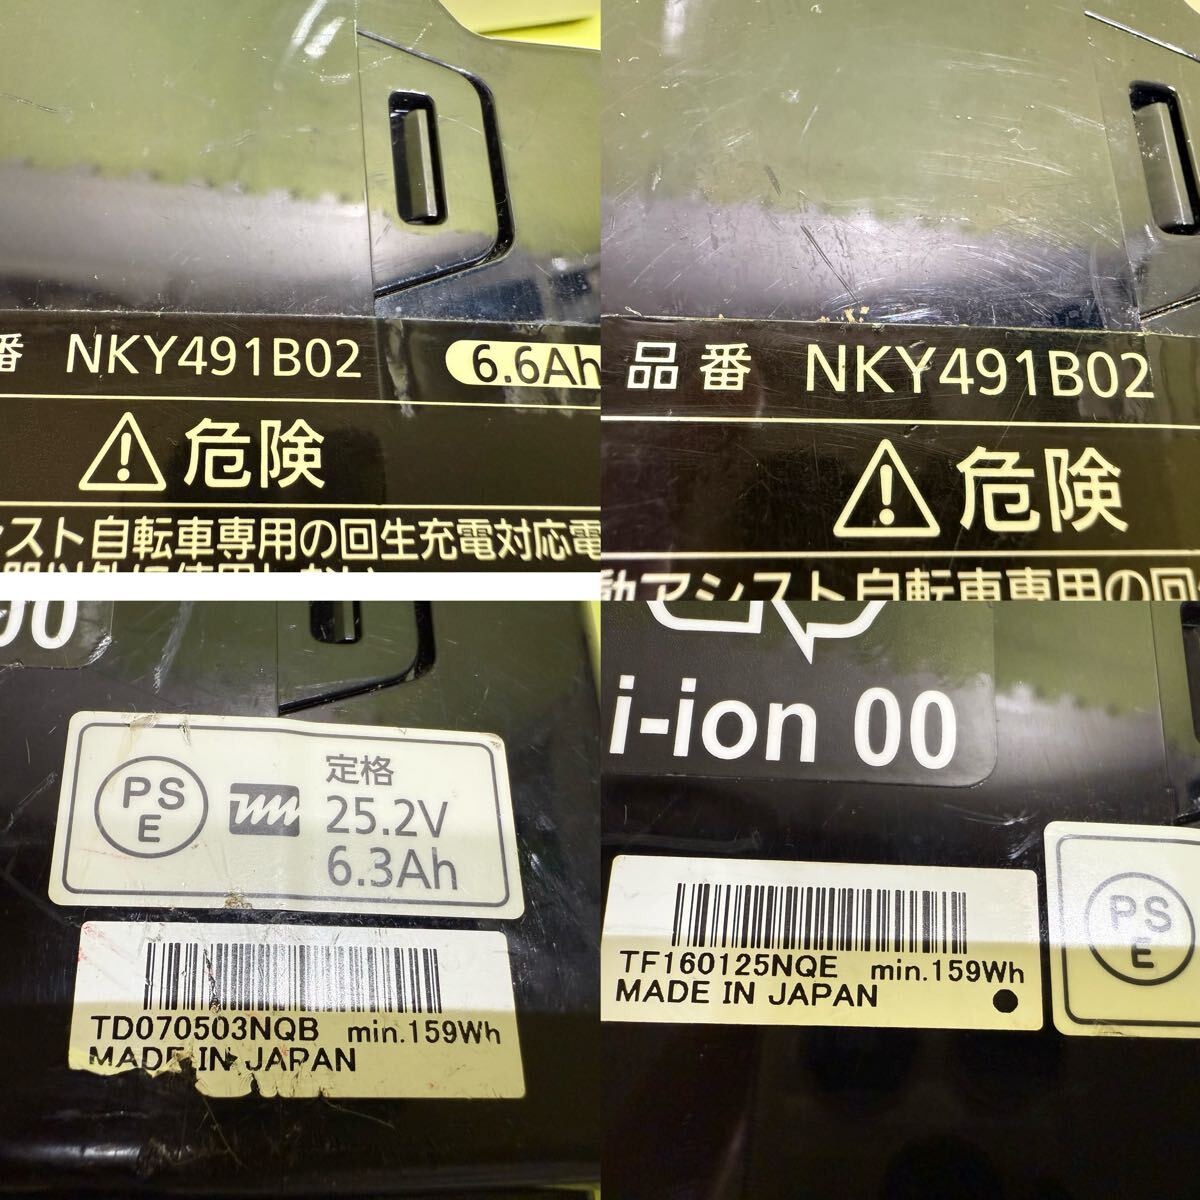 番 NKY491B02 6.6Ah
危険
シスト自転車専用の回生充電対応電
品番 NKY491B02
危険
動アシスト自転車専用の回生
00
PS
E
定格
25.2V
6.3Ah
TD070503NQB min.159Wh
MADE IN JAPAN
i-ion 00
TF160125NQE min.159Wh
MADE IN JAPAN
PS
E